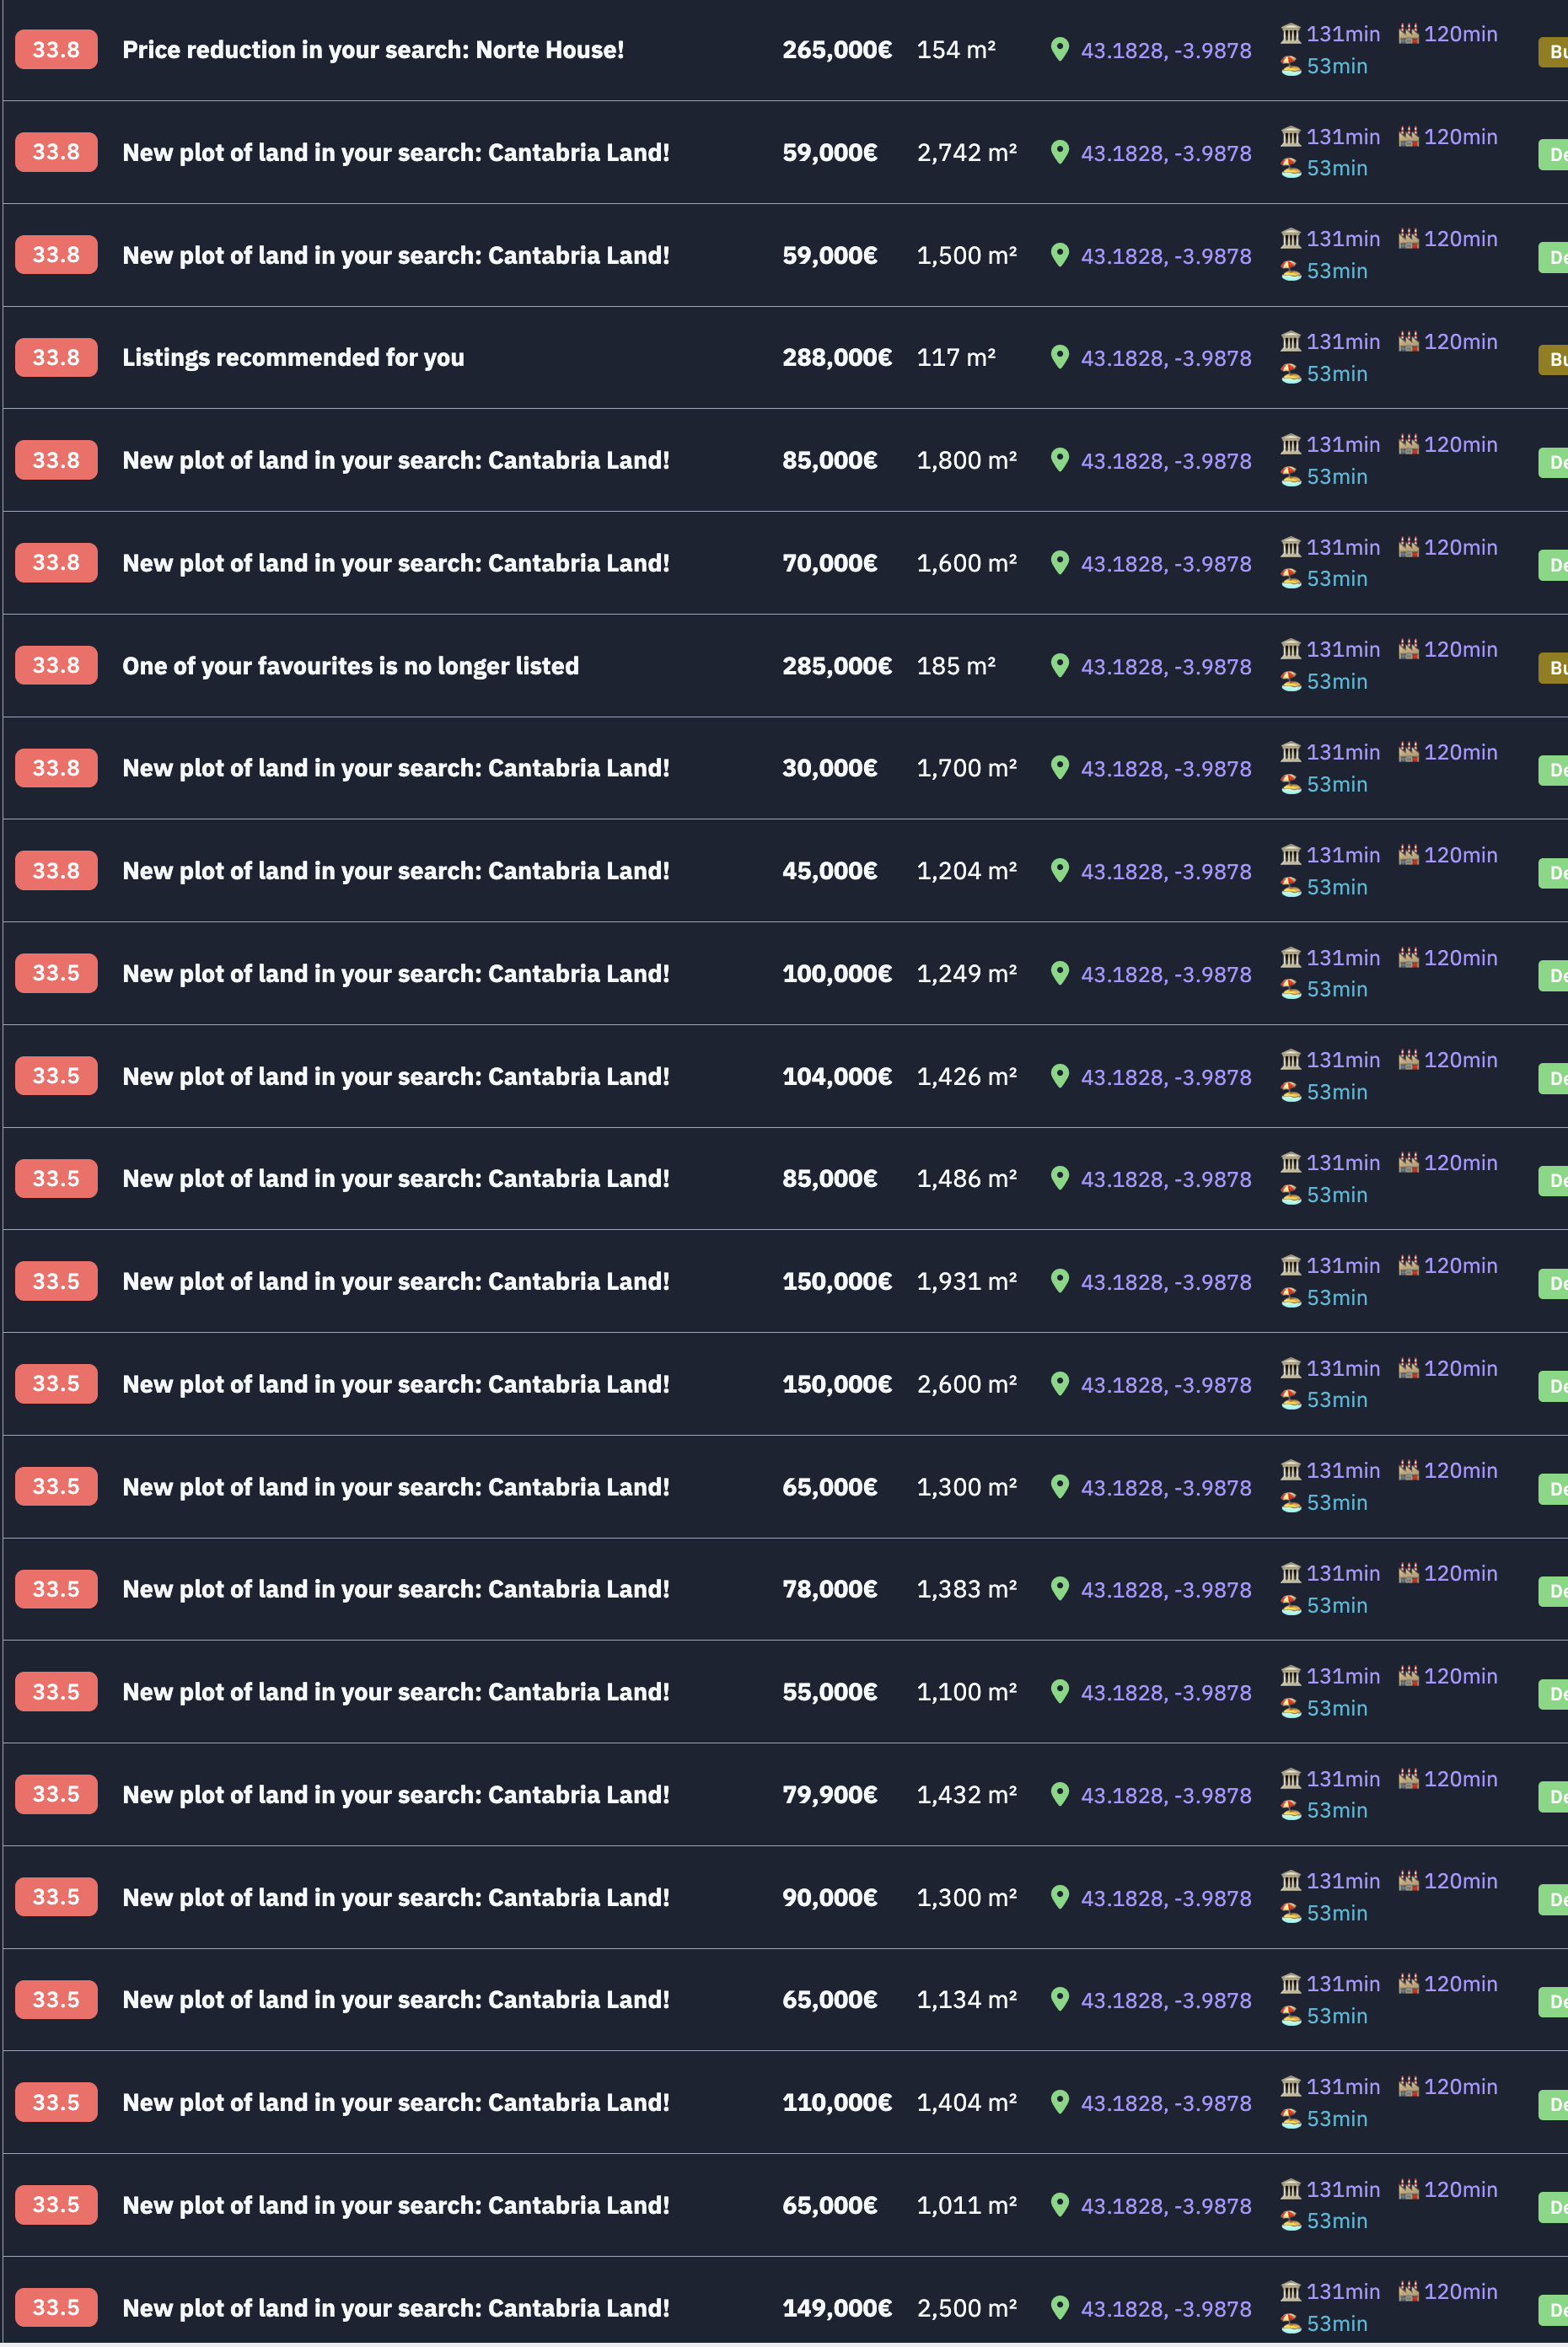 33.8 Price reduction in your search: Norte House! 265,000€ 154 m² 43.1828, -3.9878 131min 120min Bu
53min
33.8 New plot of land in your search: Cantabria Land! 59,000€ 2,742 m² 43.1828, -3.9878 131min 120min De
53min
33.8 New plot of land in your search: Cantabria Land! 59,000€ 1,500 m² 43.1828, -3.9878 131min 120min De
53min
33.8 Listings recommended for you 288,000€ 117 m² 43.1828, -3.9878 131min 120min Bu
53min
33.8 New plot of land in your search: Cantabria Land! 85,000€ 1,800 m² 43.1828, -3.9878 131min 120min De
53min
33.8 New plot of land in your search: Cantabria Land! 70,000€ 1,600 m² 43.1828, -3.9878 131min 120min De
53min
33.8 One of your favourites is no longer listed 285,000€ 185 m² 43.1828, -3.9878 131min 120min Bu
53min
33.8 New plot of land in your search: Cantabria Land! 30,000€ 1,700 m² 43.1828, -3.9878 131min 120min De
53min
33.8 New plot of land in your search: Cantabria Land! 45,000€ 1,204 m² 43.1828, -3.9878 131min 120min De
53min
33.5 New plot of land in your search: Cantabria Land! 100,000€ 1,249 m² 43.1828, -3.9878 131min 120min De
53min
33.5 New plot of land in your search: Cantabria Land! 104,000€ 1,426 m² 43.1828, -3.9878 131min 120min De
53min
33.5 New plot of land in your search: Cantabria Land! 85,000€ 1,486 m² 43.1828, -3.9878 131min 120min De
53min
33.5 New plot of land in your search: Cantabria Land! 150,000€ 1,931 m² 43.1828, -3.9878 131min 120min De
53min
33.5 New plot of land in your search: Cantabria Land! 150,000€ 2,600 m² 43.1828, -3.9878 131min 120min De
53min
33.5 New plot of land in your search: Cantabria Land! 65,000€ 1,300 m² 43.1828, -3.9878 131min 120min De
53min
33.5 New plot of land in your search: Cantabria Land! 78,000€ 1,383 m² 43.1828, -3.9878 131min 120min De
53min
33.5 New plot of land in your search: Cantabria Land! 55,000€ 1,100 m² 43.1828, -3.9878 131min 120min De
53min
33.5 New plot of land in your search: Cantabria Land! 79,900€ 1,432 m² 43.1828, -3.9878 131min 120min De
53min
33.5 New plot of land in your search: Cantabria Land! 90,000€ 1,300 m² 43.1828, -3.9878 131min 120min De
53min
33.5 New plot of land in your search: Cantabria Land! 65,000€ 1,134 m² 43.1828, -3.9878 131min 120min De
53min
33.5 New plot of land in your search: Cantabria Land! 110,000€ 1,404 m² 43.1828, -3.9878 131min 120min De
53min
33.5 New plot of land in your search: Cantabria Land! 65,000€ 1,011 m² 43.1828, -3.9878 131min 120min De
53min
33.5 New plot of land in your search: Cantabria Land! 149,000€ 2,500 m² 43.1828, -3.9878 131min 120min De
53min